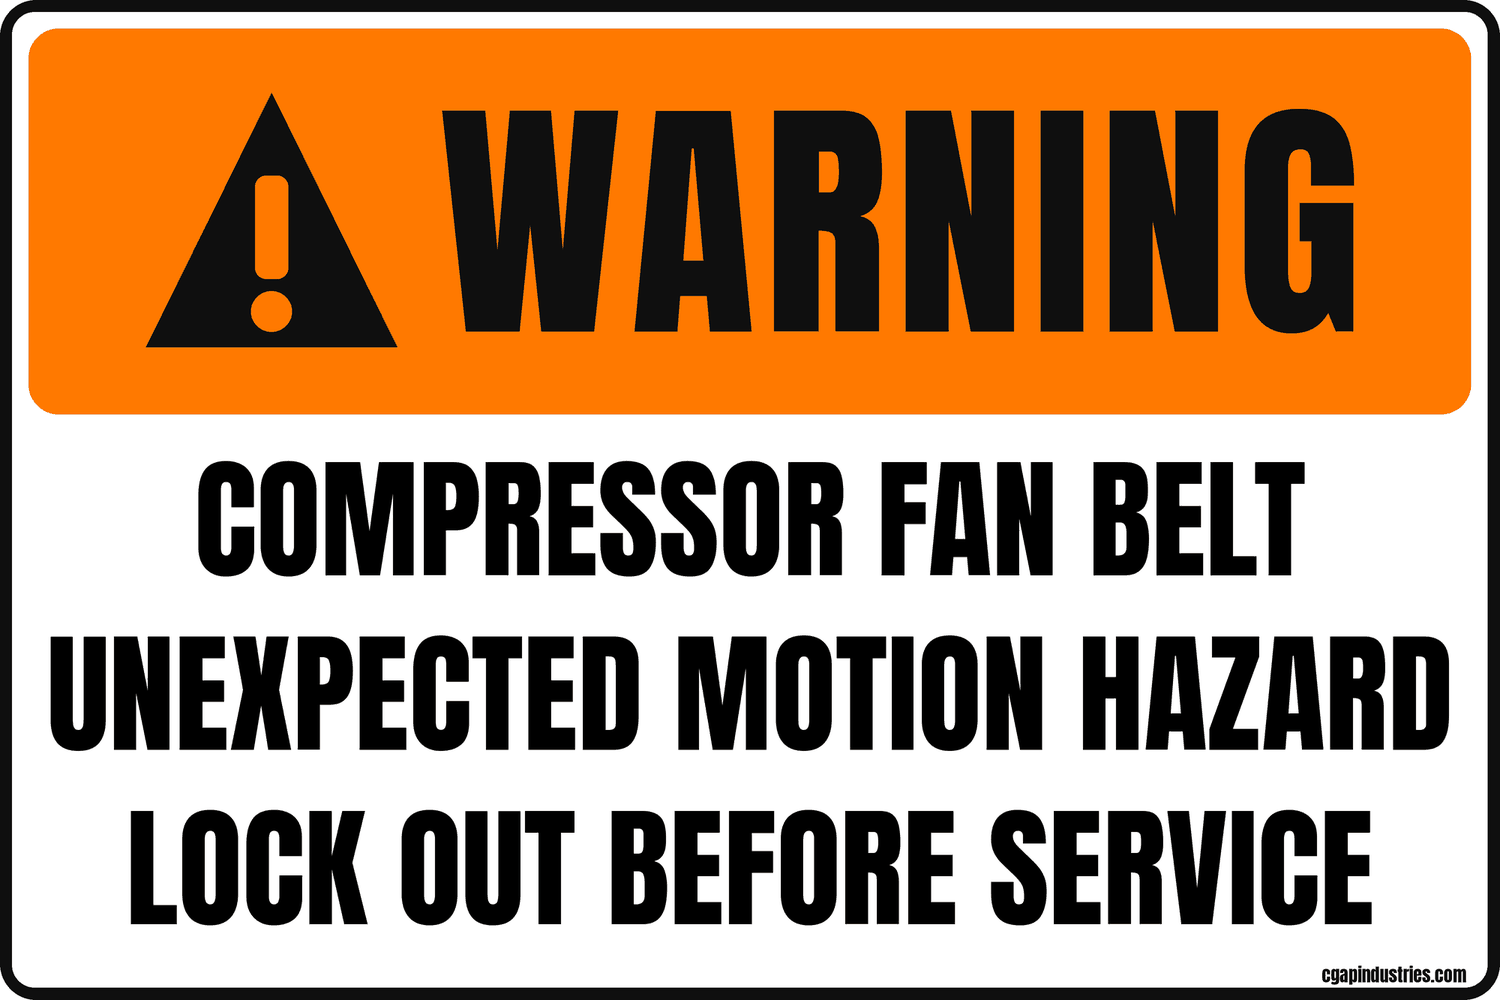 WARNING
COMPRESSOR FAN BELT
UNEXPECTED MOTION HAZARD
LOCK OUT BEFORE SERVICE
cgapindustries.com